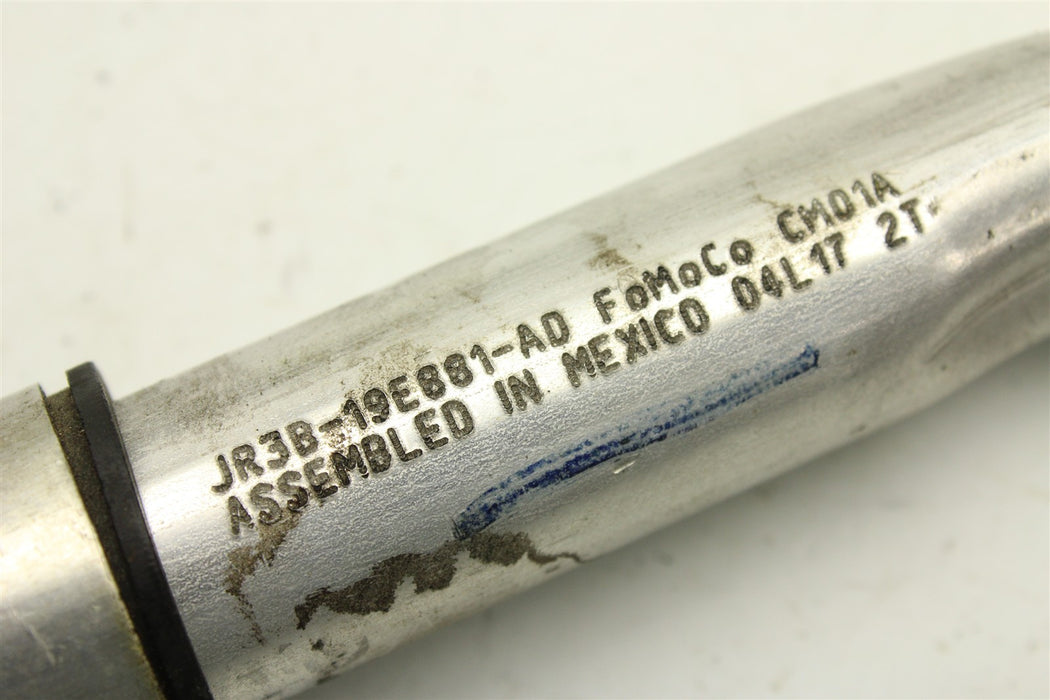 JR3B-19E881-AD FoMoCo CM01A
ASSEMBLED IN MEXICO 04L17 2T